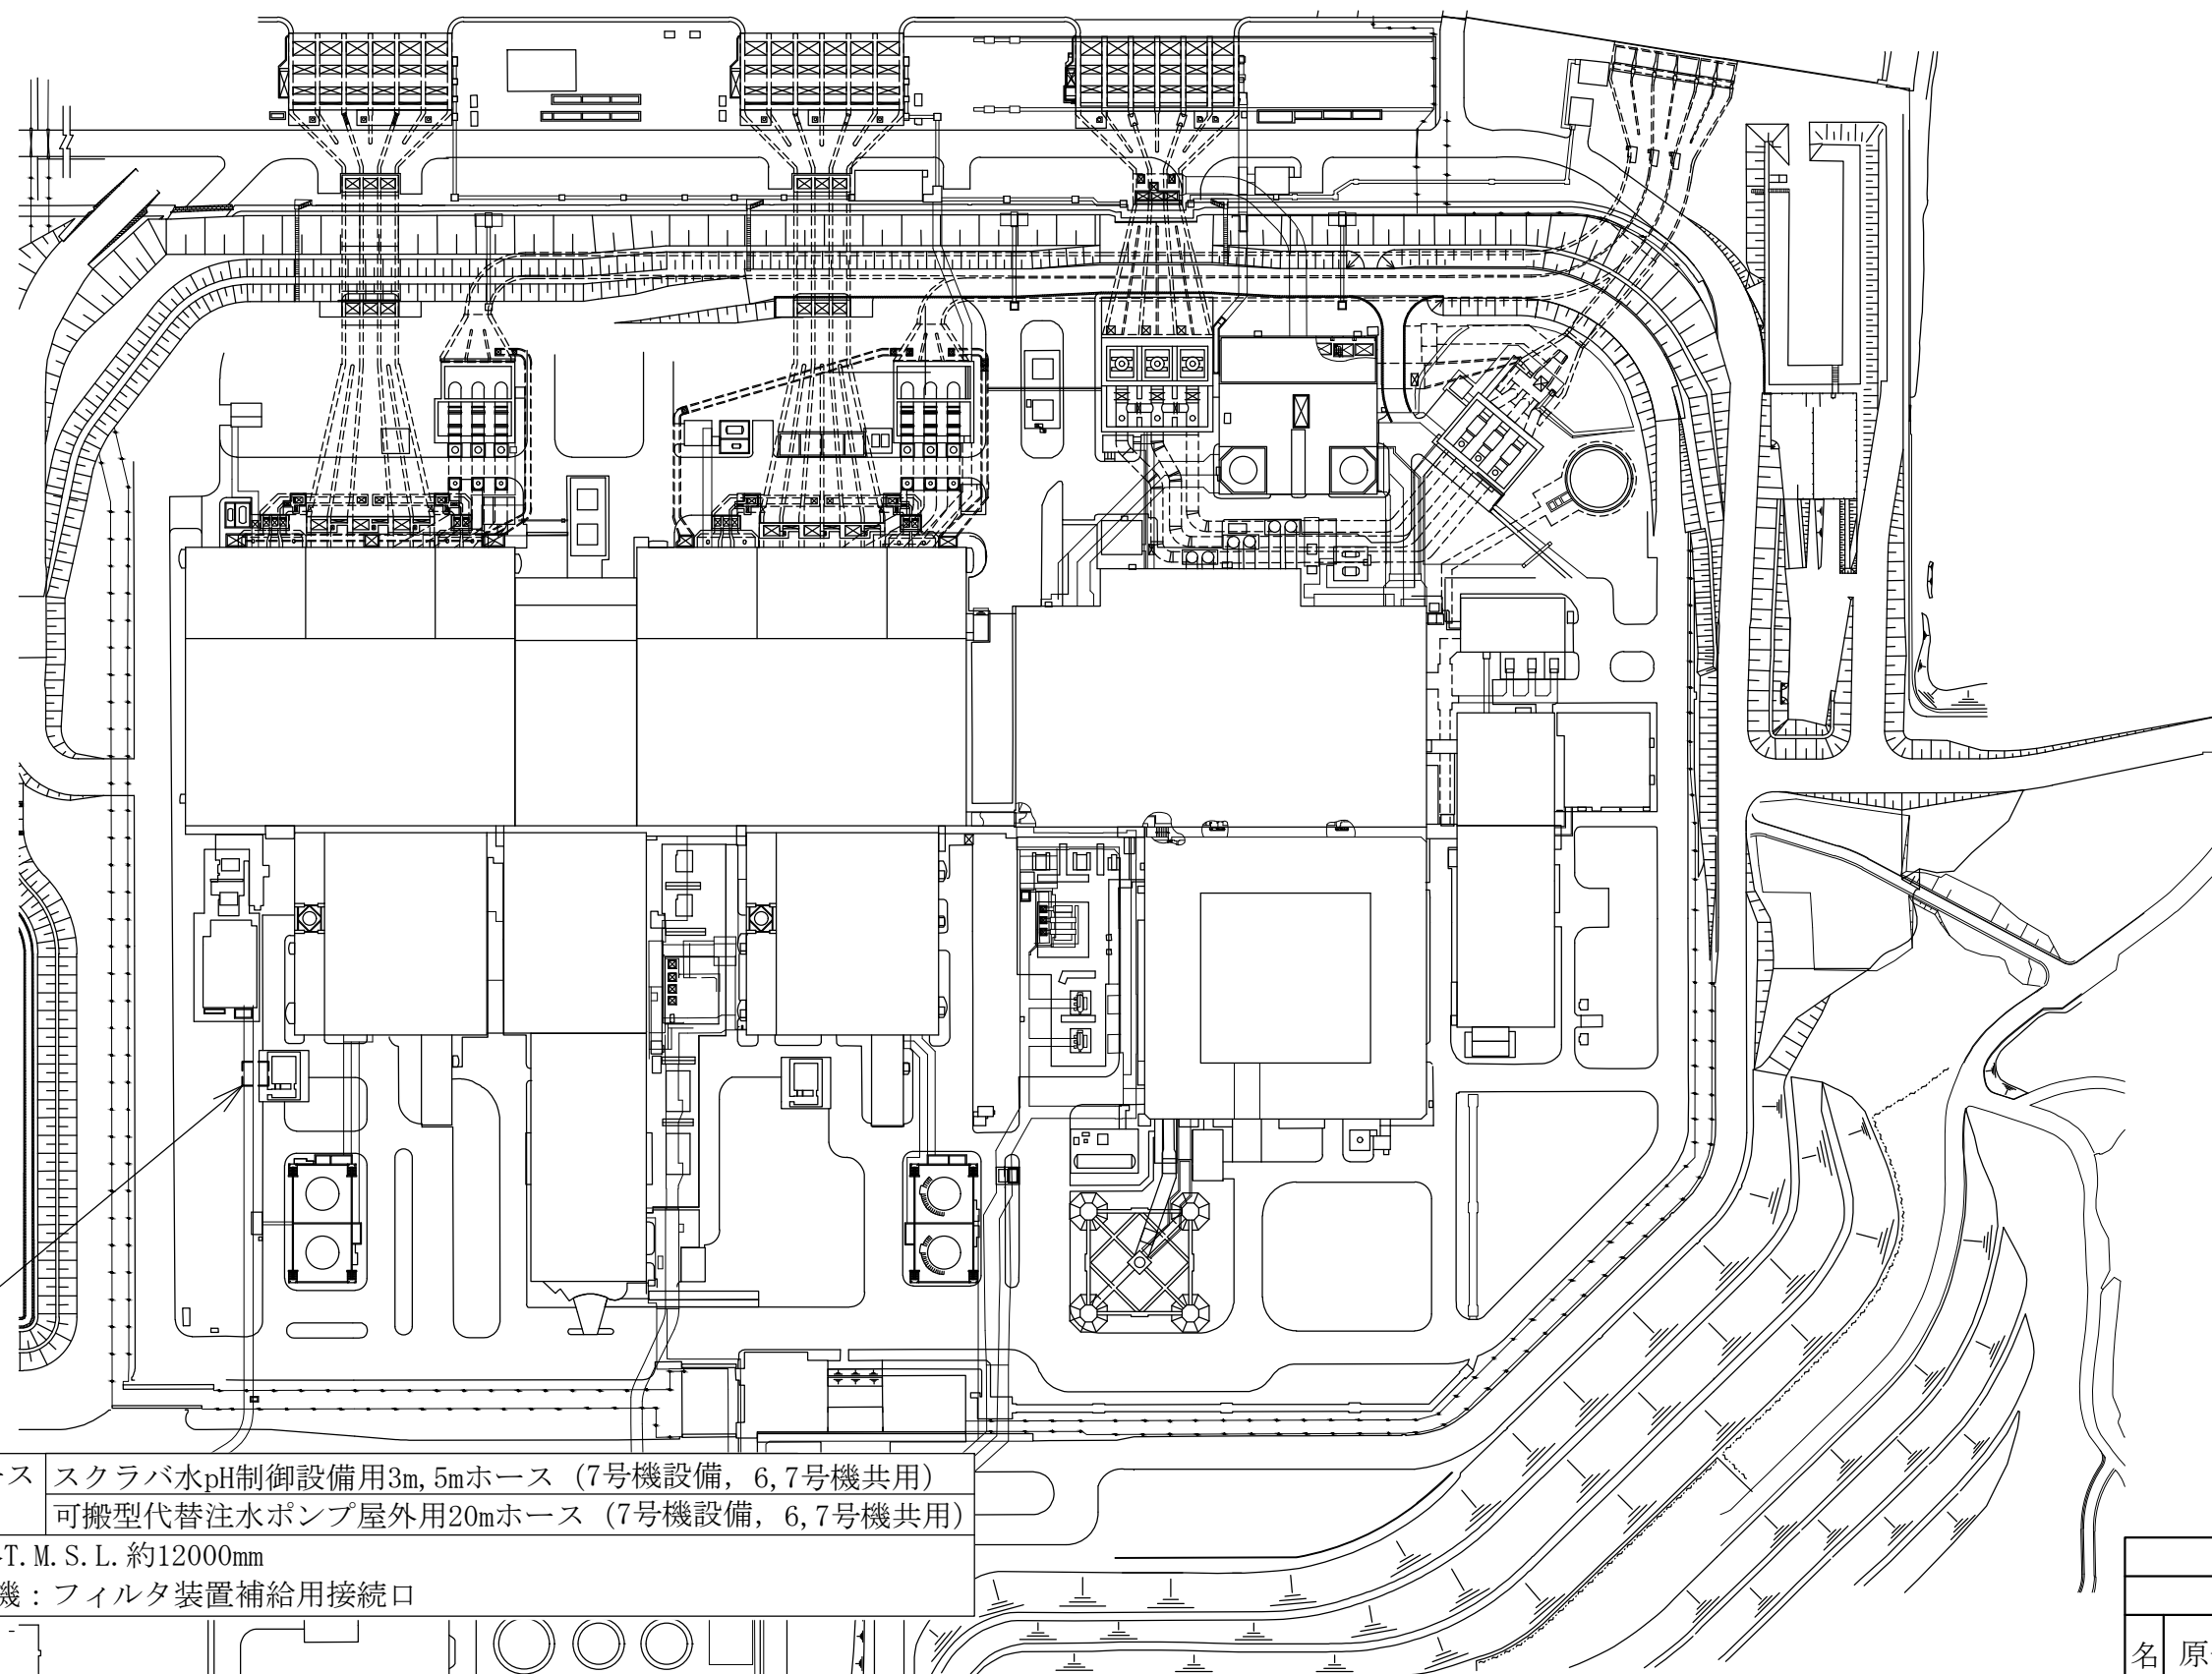 ース スクラバ水pH制御設備用3m,5mホース (7号機設備, 6,7号機共用)
可搬型代替注水ポンプ屋外用20mホース (7号機設備, 6,7号機共用)
T.M.S.L.約12000mm
機：フィルタ装置補給用接続口
名 原